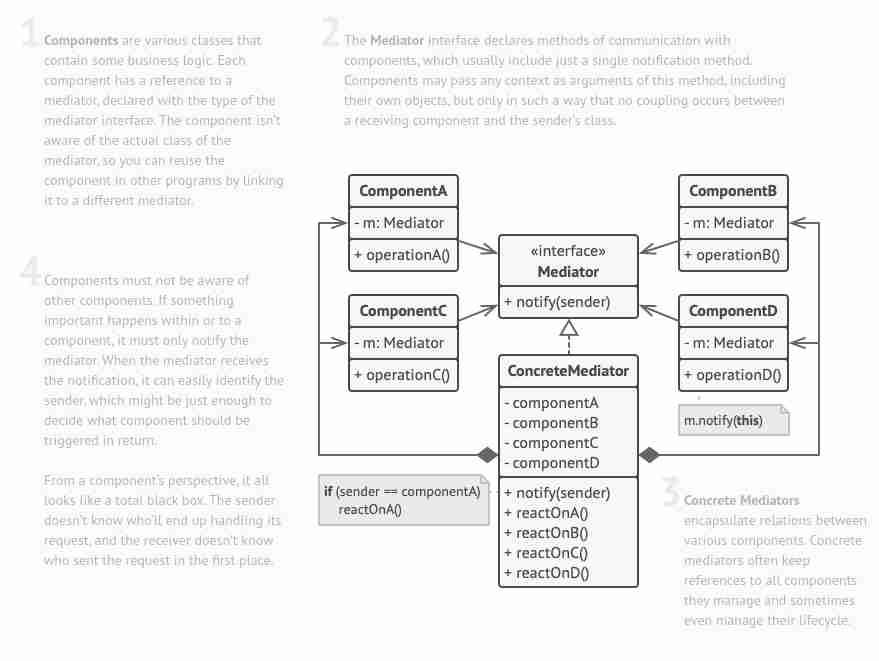 1
Components are various classes that
contain some business logic. Each
component has a reference to a
mediator, declared with the type of the
mediator interface. The component isn't
aware of the actual class of the
mediator, so you can reuse the
component in other programs by linking
it to a different mediator.
2
The Mediator interface declares methods of communication with
components, which usually include just a single notification method.
Components may pass any context as arguments of this method, including
their own objects, but only in such a way that no coupling occurs between
a receiving component and the sender's class.
ComponentA
- m: Mediator
+ operationA()
ComponentB
- m: Mediator
+ operationB()
«interface»
Mediator
+ notify(sender)
ComponentC
- m: Mediator
+ operationC()
ComponentD
- m: Mediator
+ operationD()
m.notify(this)
ConcreteMediator
- componentA
- componentB
- componentC
- componentD
+ notify(sender)
+ reactOnA()
+ reactOnB()
+ reactOnC()
+ reactOnD()
if (sender == componentA)
reactOnA()
3
Concrete Mediators
encapsulate relations between
various components. Concrete
mediators often keep
references to all components
they manage and sometimes
even manage their lifecycle.
4
Components must not be aware of
other components. If something
important happens within or to a
component, it must only notify the
mediator. When the mediator receives
the notification, it can easily identify the
sender, which might be just enough to
decide what component should be
triggered in return.
From a component's perspective, it all
looks like a total black box. The sender
doesn't know who'll end up handling its
request, and the receiver doesn't know
who sent the request in the first place.